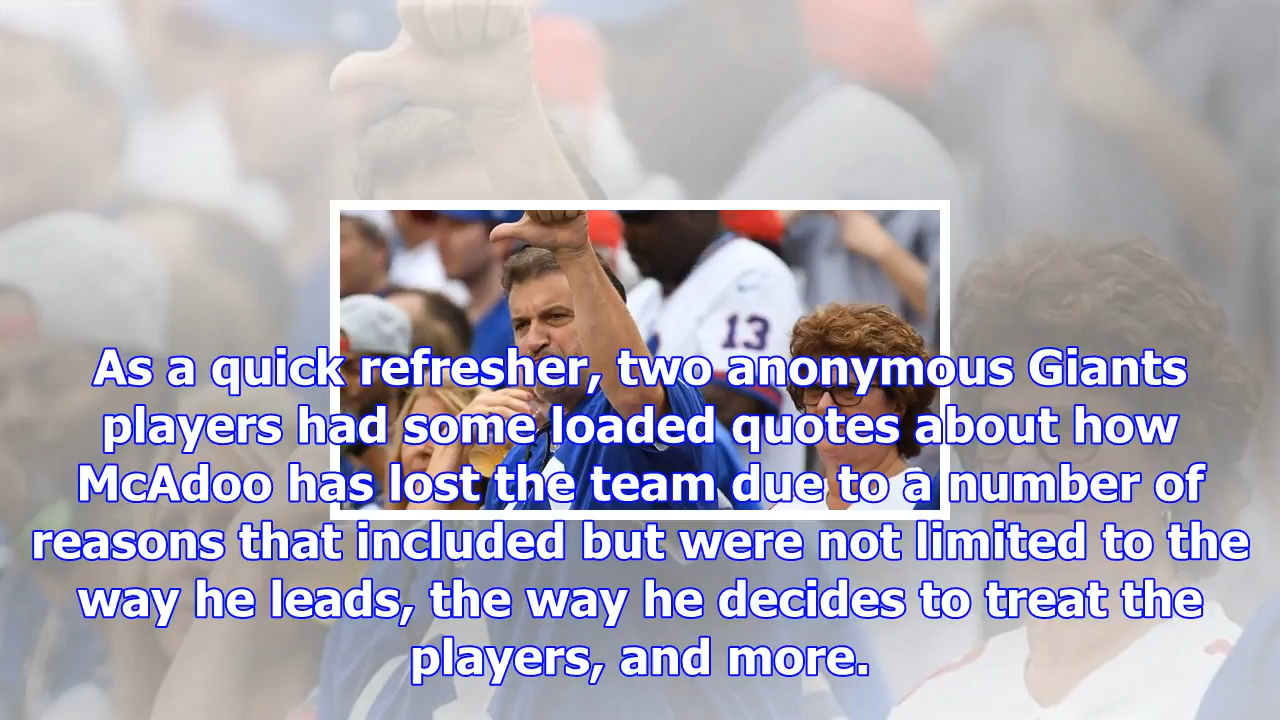 13
As a quick refresher, two anonymous Giants
players had some loaded quotes about how
McAdoo has lost the team due to a number of
reasons that included but were not limited to the
way he leads, the way he decides to treat the
players, and more.